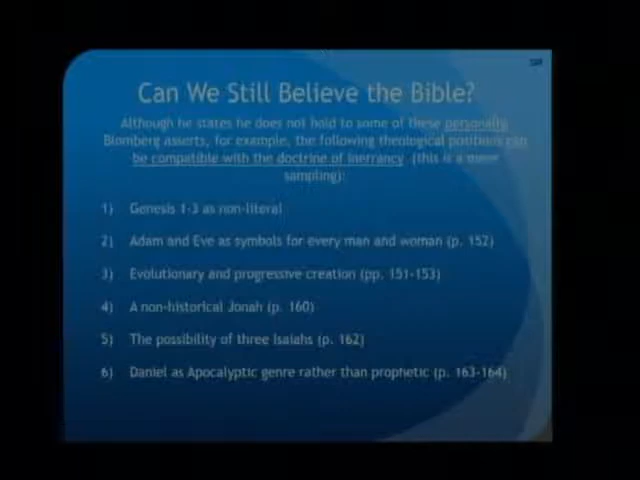 Can We Still Believe the Bible?
Although he states he does not hold to some of these personally
Blomberg asserts, for example, the following theological positions can
be compatible with the doctrine of inerrancy (this is a mere
sampling):
1) Genesis 1-3 as non-literal
2) Adam and Eve as symbols for every man and woman (p. 152)
3) Evolutionary and progressive creation (pp. 151-153)
4) A non-historical Jonah (p. 160)
5) The possibility of three Isaiahs (p. 162)
6) Daniel as Apocalyptic genre rather than prophetic (p. 163-164)